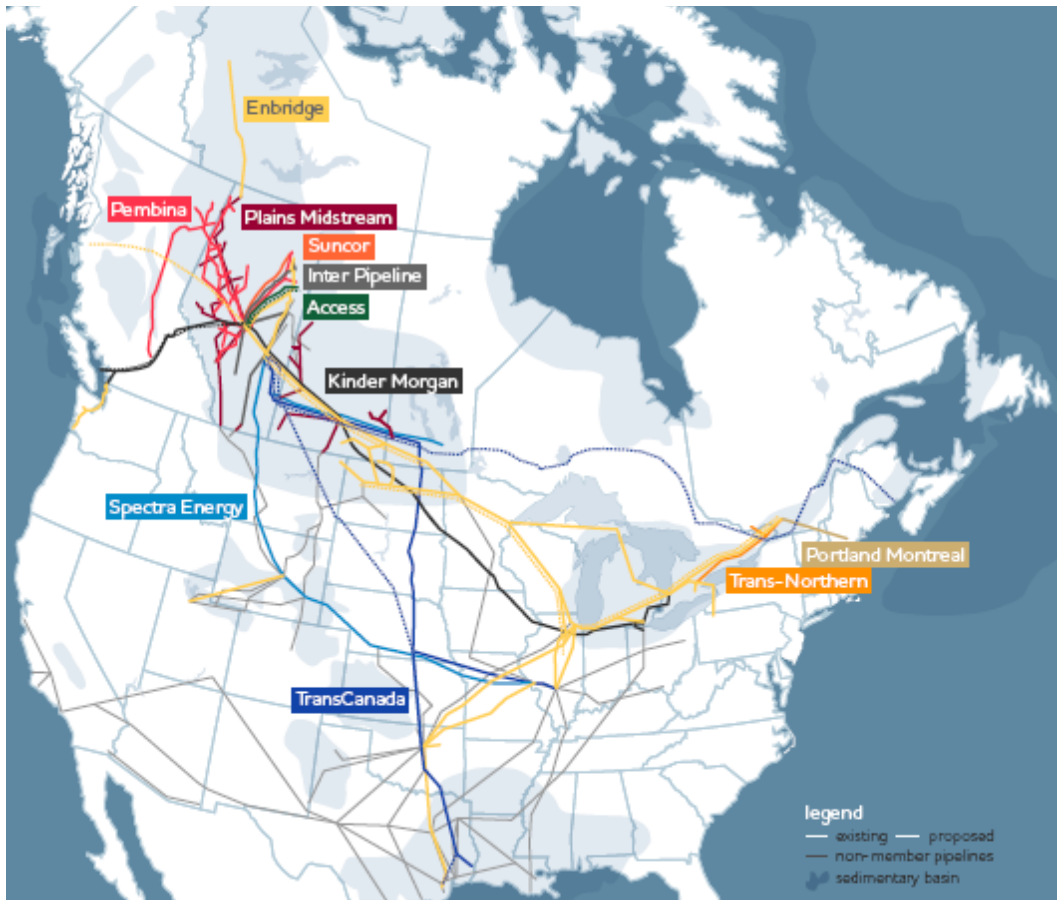 Enbridge
Pembina
Plains Midstream
Suncor
Inter Pipeline
Access
Kinder Morgan
Spectra Energy
Portland Montreal
Trans-Northern
TransCanada
legend
existing proposed
non-member pipelines
sedimentary basin